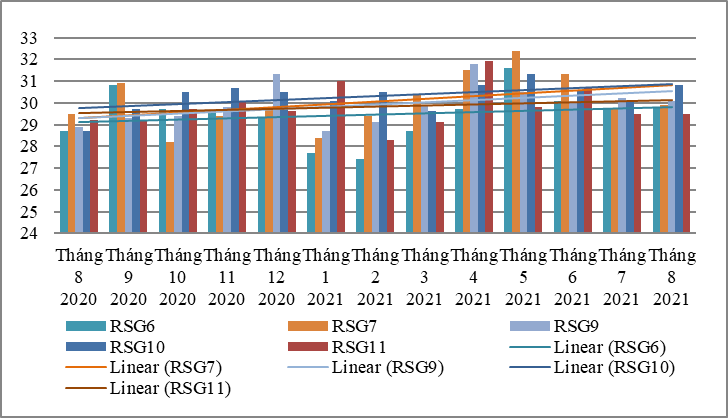 33
32
31
30
29
28
27
26
25
24
Tháng Tháng Tháng Tháng Tháng Tháng Tháng Tháng Tháng Tháng Tháng Tháng Tháng
8 9 10 11 12 1 2 3 4 5 6 7 8
2020 2020 2020 2020 2020 2021 2021 2021 2021 2021 2021 2021 2021
RSG6 RSG7 RSG9
RSG10 RSG11 Linear (RSG6)
Linear (RSG7) Linear (RSG9) Linear (RSG10)
Linear (RSG11)